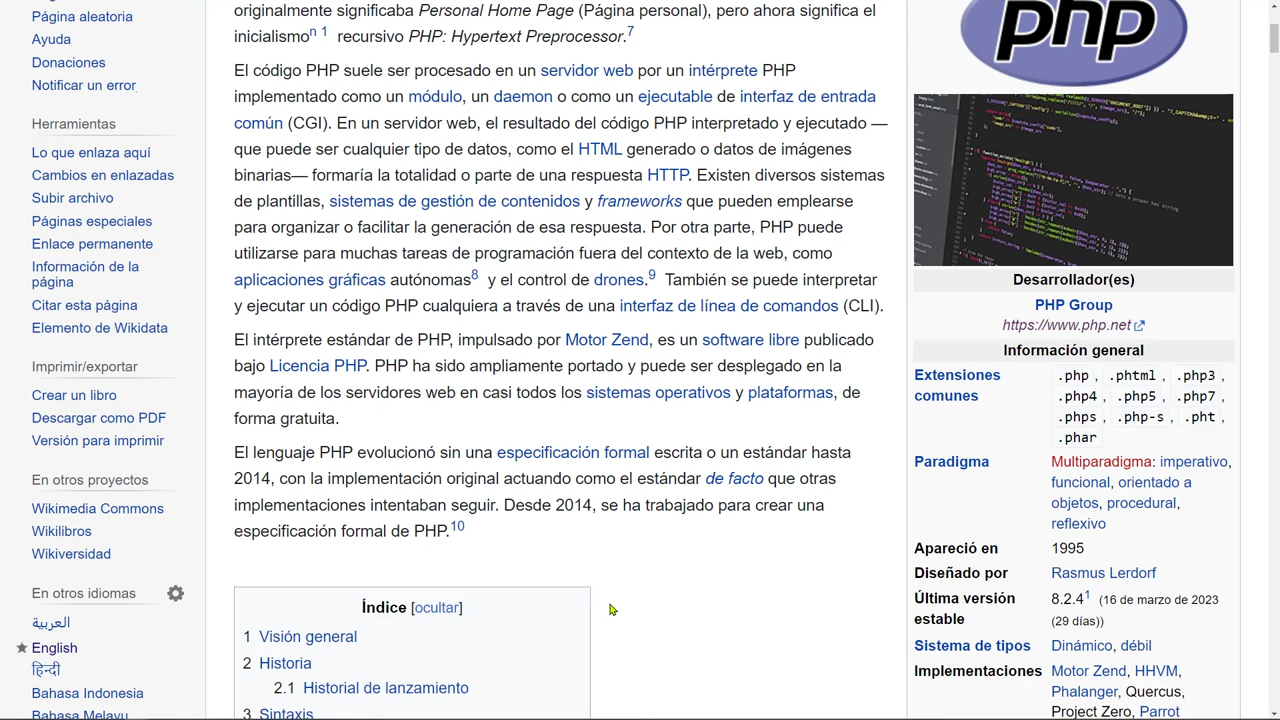 Página aleatoria
Ayuda
Donaciones
Notificar un error
Herramientas
Lo que enlaza aquí
Cambios en enlazadas
Subir archivo
Páginas especiales
Enlace permanente
Información de la
página
Citar esta página
Elemento de Wikidata
Imprimir/exportar
Crear un libro
Descargar como PDF
Versión para imprimir
En otros proyectos
Wikimedia Commons
Wikilibros
Wikiversidad
En otros idiomas
العربية
English
हिन्दी
Bahasa Indonesia
Bahasa Melayu
originalmente significaba Personal Home Page (Página personal), pero ahora significa el
inicialismo n 1 recursivo PHP: Hypertext Preprocessor.7
El código PHP suele ser procesado en un servidor web por un intérprete PHP
implementado como un módulo, un daemon o como un ejecutable de interfaz de entrada
común (CGI). En un servidor web, el resultado del código PHP interpretado y ejecutado —
que puede ser cualquier tipo de datos, como el HTML generado o datos de imágenes
binarias— formaría la totalidad o parte de una respuesta HTTP. Existen diversos sistemas
de plantillas, sistemas de gestión de contenidos y frameworks que pueden emplearse
para organizar o facilitar la generación de esa respuesta. Por otra parte, PHP puede
utilizarse para muchas tareas de programación fuera del contexto de la web, como
aplicaciones gráficas autónomas8 y el control de drones.9 También se puede interpretar
y ejecutar un código PHP cualquiera a través de una interfaz de línea de comandos (CLI).
El intérprete estándar de PHP, impulsado por Motor Zend, es un software libre publicado
bajo Licencia PHP. PHP ha sido ampliamente portado y puede ser desplegado en la
mayoría de los servidores web en casi todos los sistemas operativos y plataformas, de
forma gratuita.
El lenguaje PHP evolucionó sin una especificación formal escrita o un estándar hasta
2014, con la implementación original actuando como el estándar de facto que otras
implementaciones intentaban seguir. Desde 2014, se ha trabajado para crear una
especificación formal de PHP.10
Índice [ocultar]
1 Visión general
2 Historia
2.1 Historial de lanzamiento
3 Sintaxis
php
Desarrollador(es)
PHP Group
https://www.php.net
Información general
Extensiones comunes .php, .phtml, .php3,
.php4, .php5, .php7,
.phps, .php-s, .pht,
.phar
Paradigma Multiparadigma: imperativo,
funcional, orientado a
objetos, procedural,
reflexivo
Apareció en 1995
Diseñado por Rasmus Lerdorf
Última versión estable 8.2.4 1 (16 de marzo de 2023
(29 días))
Sistema de tipos Dinámico, débil
Implementaciones Motor Zend, HHVM,
Phalanger, Quercus,
Project Zero, Parrot